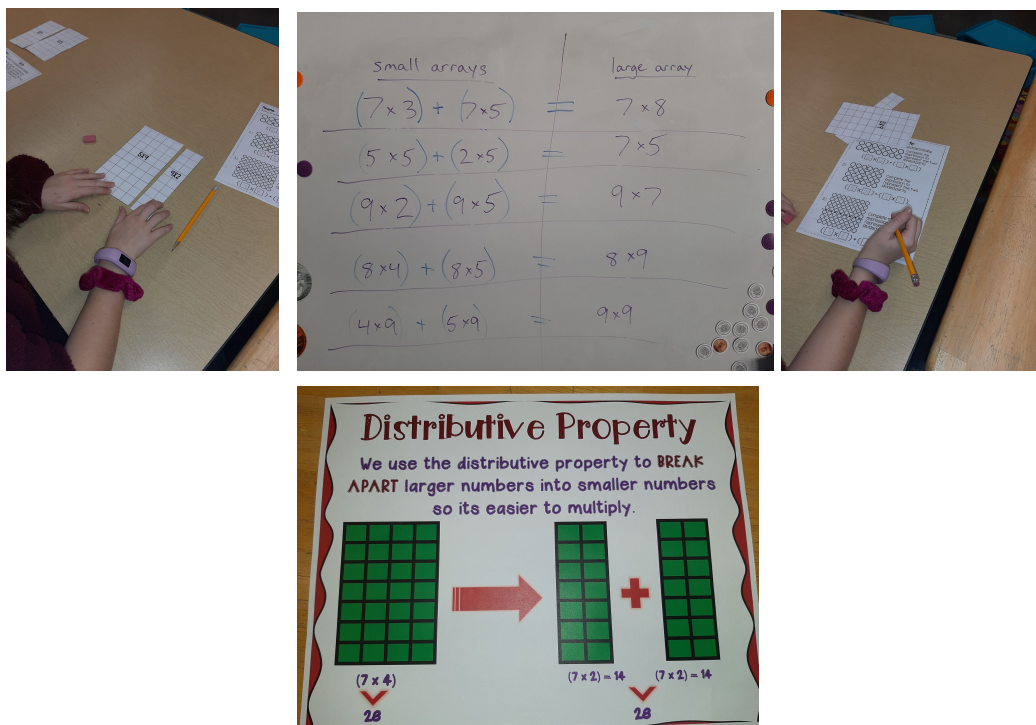 small arrays large array
(7×3) + (7×5) = 7×8
(5×5) + (2×5) = 7×5
(9×2) + (9×5) = 9×7
(8×4) + (8×5) = 8×9
(4×9) + (5×9) = 9×9
Distributive Property
We use the distributive property to BREAK
APART larger numbers into smaller numbers
so its easier to multiply.
(7 x 4)
28
(7 x 2) = 14 (7 x 2) = 14
28